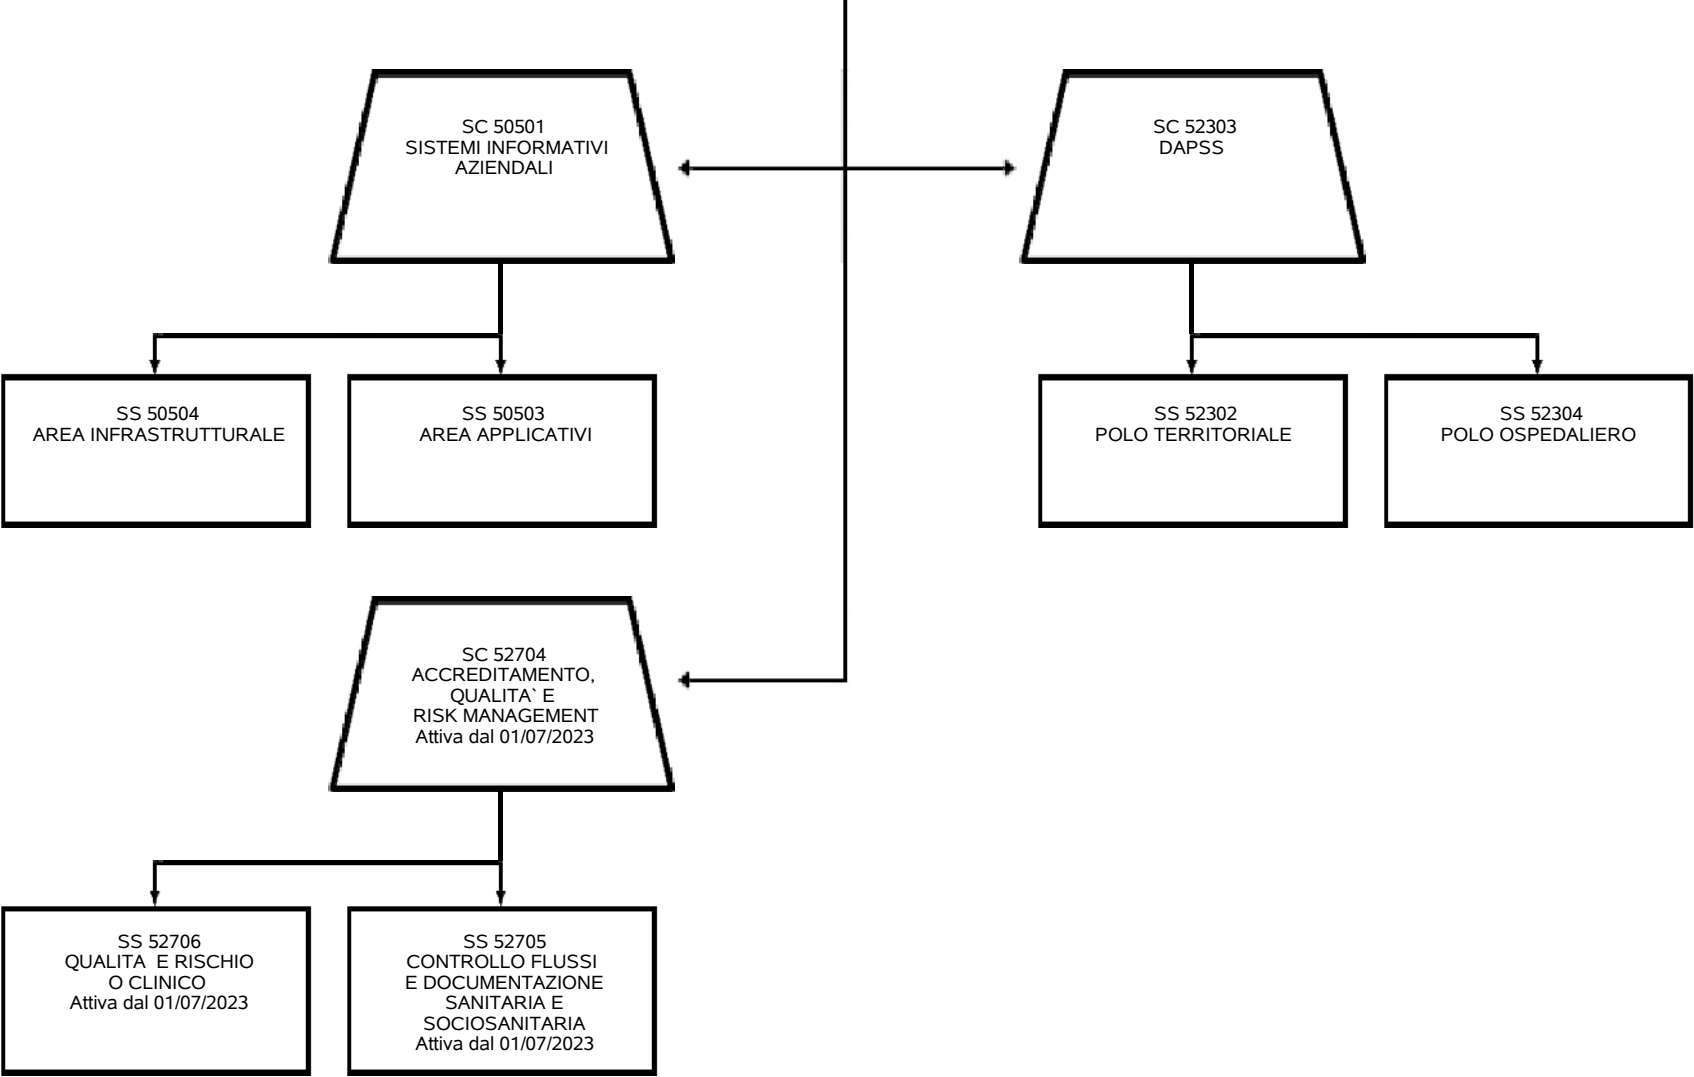 SC 50501
SISTEMI INFORMATIVI
AZIENDALI
SC 52303
DAPSS
SS 50504
AREA INFRASTRUTTURALE
SS 50503
AREA APPLICATIVI
SS 52302
POLO TERRITORIALE
SS 52304
POLO OSPEDALIERO
SC 52704
ACCREDITAMENTO,
QUALITA` E
RISK MANAGEMENT
Attiva dal 01/07/2023
SS 52706
QUALITA  E RISCHIO
O CLINICO
Attiva dal 01/07/2023
SS 52705
CONTROLLO FLUSSI
E DOCUMENTAZIONE
SANITARIA E
SOCIOSANITARIA
Attiva dal 01/07/2023